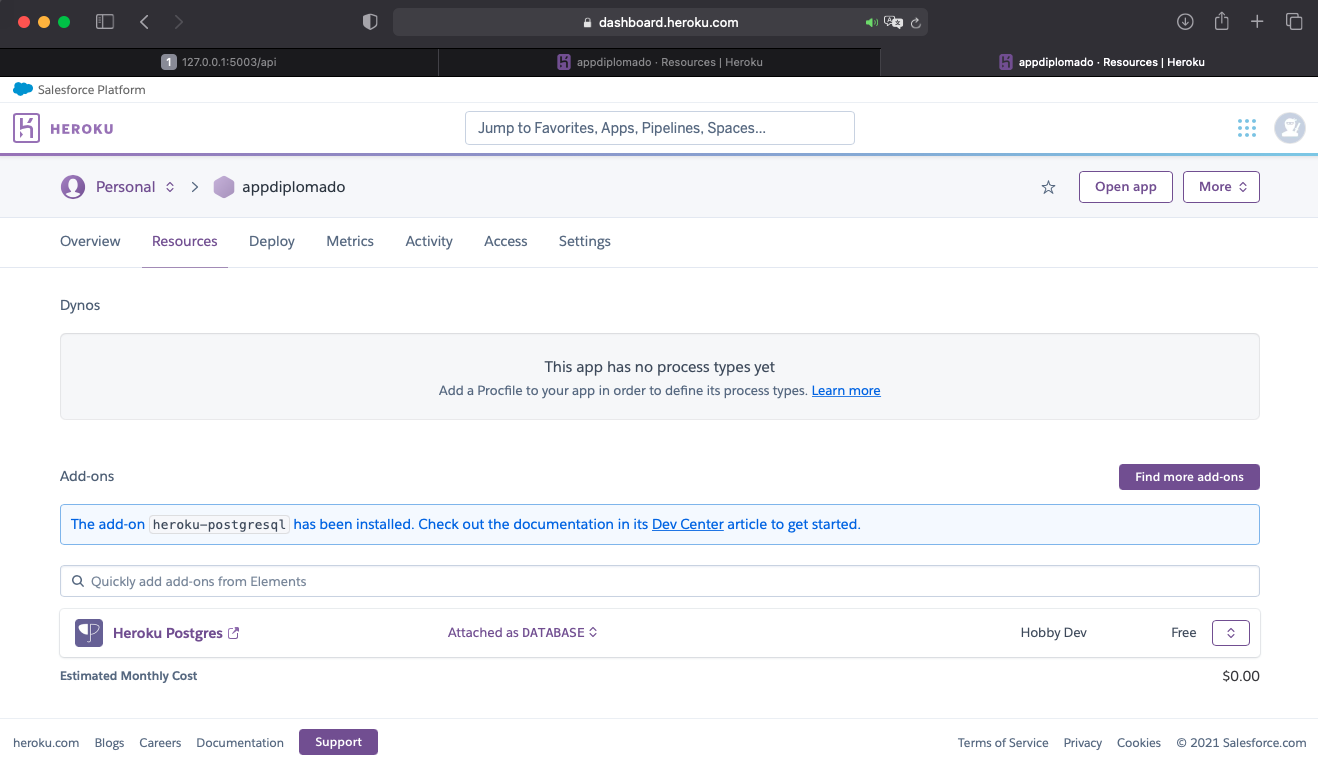 dashboard.heroku.com
1 127.0.0.1:5003/api
appdiplomado · Resources | Heroku
appdiplomado · Resources | Heroku
Salesforce Platform
HEROKU
Jump to Favorites, Apps, Pipelines, Spaces...
Personal
appdiplomado
Open app
More
Overview
Resources
Deploy
Metrics
Activity
Access
Settings
Dynos
This app has no process types yet
Add a Procfile to your app in order to define its process types. Learn more
Add-ons
Find more add-ons
The add-on heroku-postgresql has been installed. Check out the documentation in its Dev Center article to get started.
Quickly add add-ons from Elements
Heroku Postgres
Attached as DATABASE
Hobby Dev
Free
Estimated Monthly Cost
$0.00
heroku.com
Blogs
Careers
Documentation
Support
Terms of Service
Privacy
Cookies
© 2021 Salesforce.com